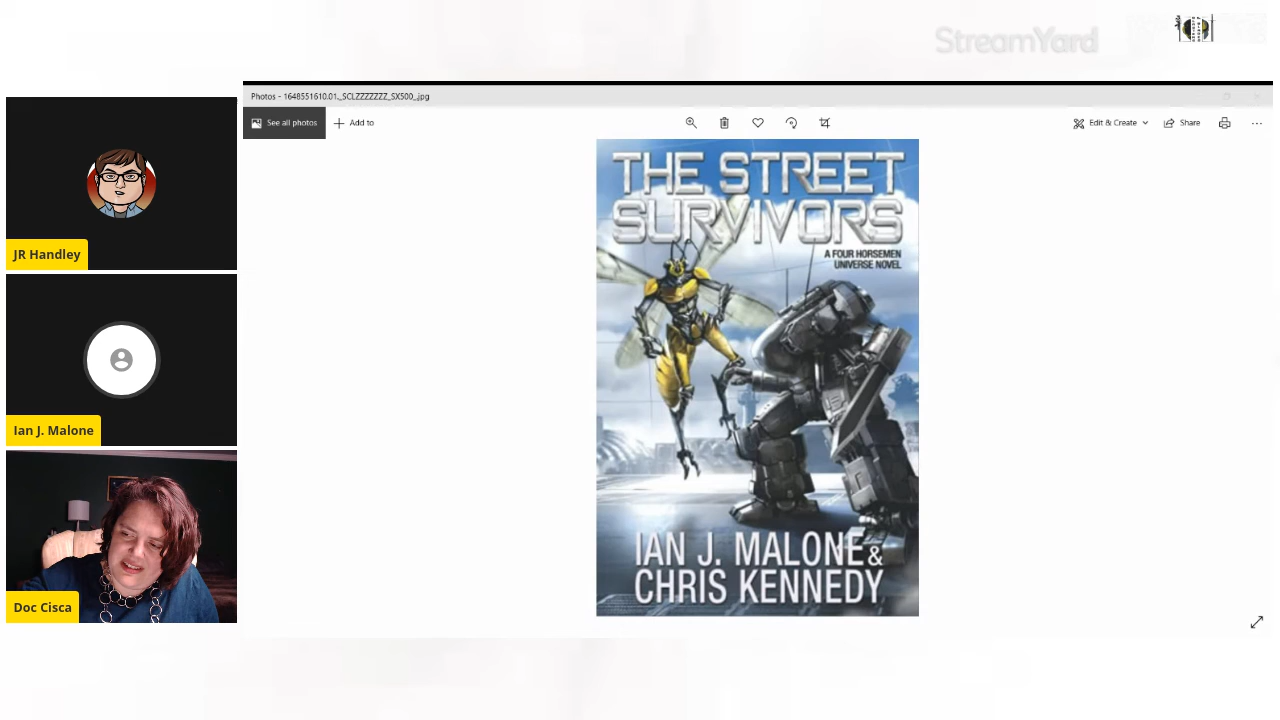 StreamYard
Photos - 1648551610.01._SCLZZZZZZZ_SX500_.jpg
See all photos
Add to
Edit & Create
Share
JR Handley
Ian J. Malone
Doc Cisca
THE STREET
SURVIVORS
A FOUR HORSEMEN
UNIVERSE NOVEL
IAN J. MALONE &
CHRIS KENNEDY